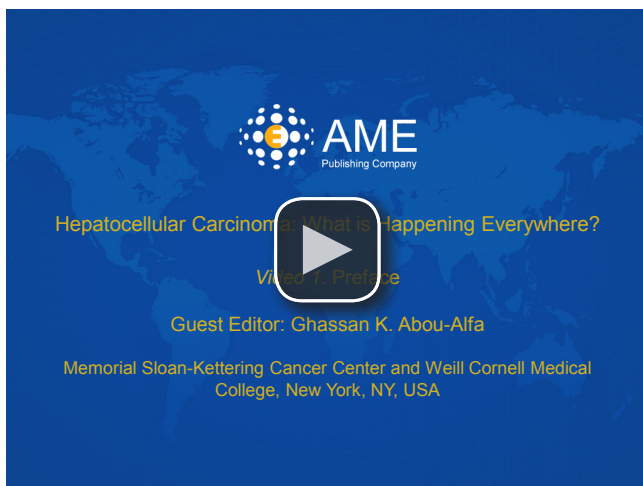 AME
Publishing Company
Hepatocellular Carcinoma: What is Happening Everywhere?
Video 1. Preface
Guest Editor: Ghassan K. Abou-Alfa
Memorial Sloan-Kettering Cancer Center and Weill Cornell Medical
College, New York, NY, USA